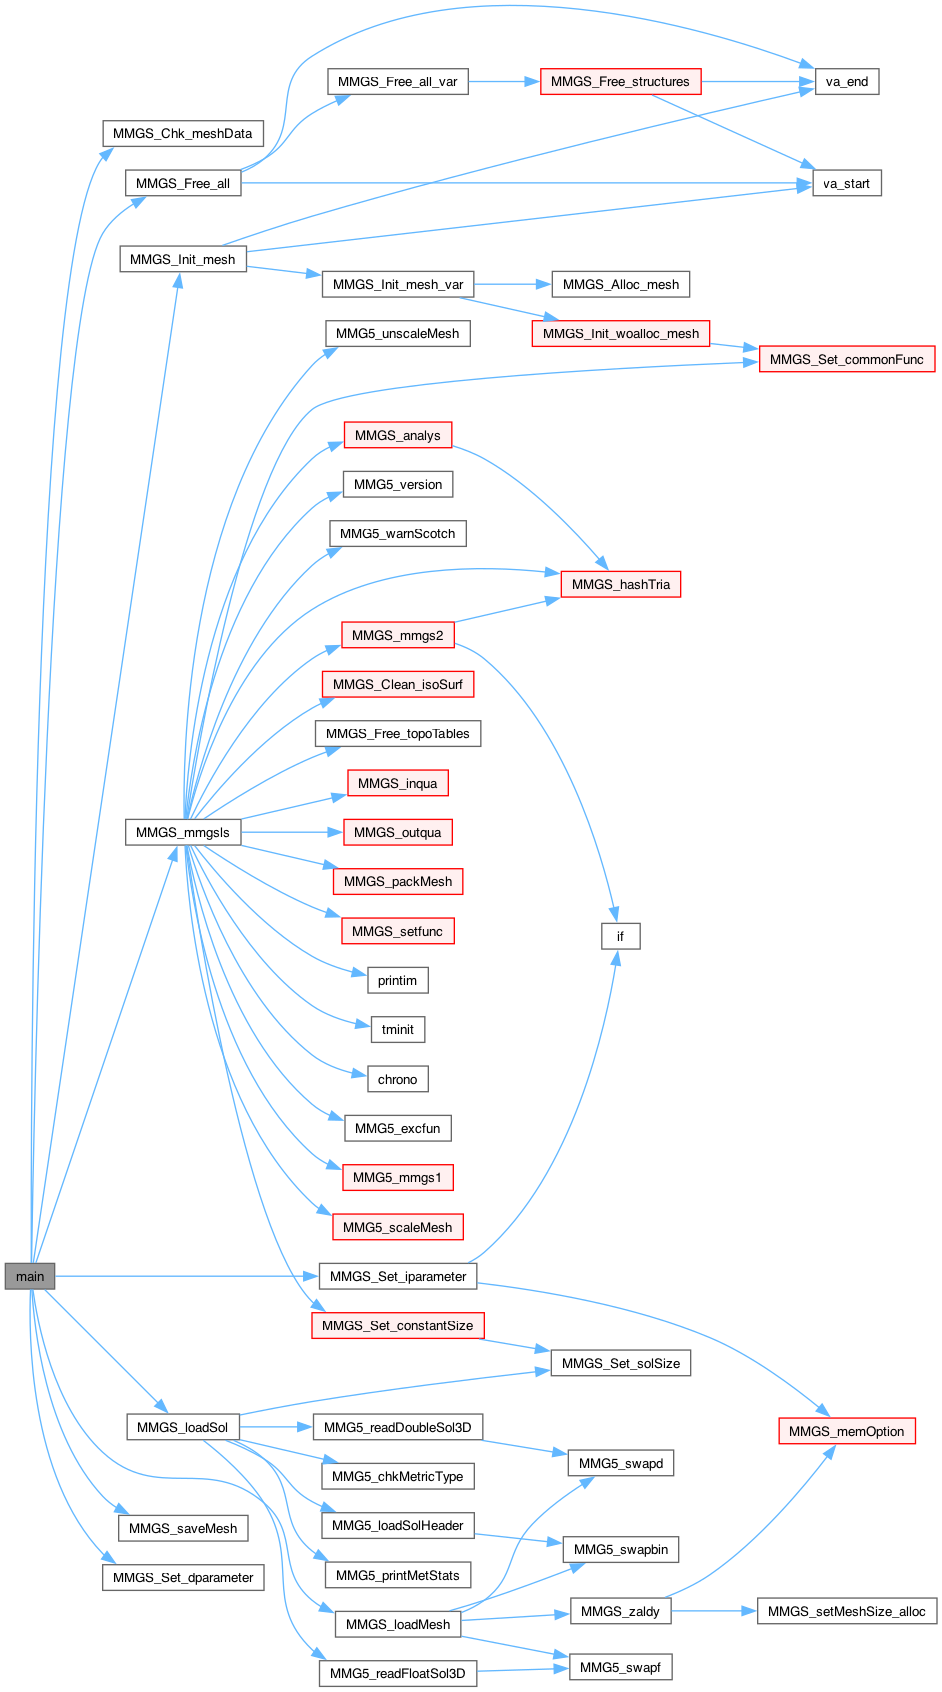 va_end
MMGS_Free_all_var
MMGS_Free_structures
MMGS_Chk_meshData
MMGS_Free_all
va_start
MMGS_Init_mesh
MMGS_Init_mesh_var
MMGS_Alloc_mesh
MMG5_unscaleMesh
MMGS_Init_woalloc_mesh
MMGS_Set_commonFunc
MMGS_analys
MMG5_version
MMG5_warnScotch
MMGS_hashTria
MMGS_mmgs2
MMGS_Clean_isoSurf
MMGS_Free_topoTables
MMGS_inqua
MMGS_mmgsls
MMGS_outqua
MMGS_packMesh
MMGS_setfunc
if
printim
tminit
chrono
MMG5_excfun
MMG5_mmgs1
MMG5_scaleMesh
main
MMGS_Set_iparameter
MMGS_Set_constantSize
MMGS_Set_solSize
MMGS_loadSol
MMG5_readDoubleSol3D
MMGS_memOption
MMG5_swapd
MMG5_chkMetricType
MMGS_saveMesh
MMG5_loadSolHeader
MMG5_swapbin
MMGS_Set_dparameter
MMG5_printMetStats
MMGS_loadMesh
MMGS_zaldy
MMGS_setMeshSize_alloc
MMG5_readFloatSol3D
MMG5_swapf